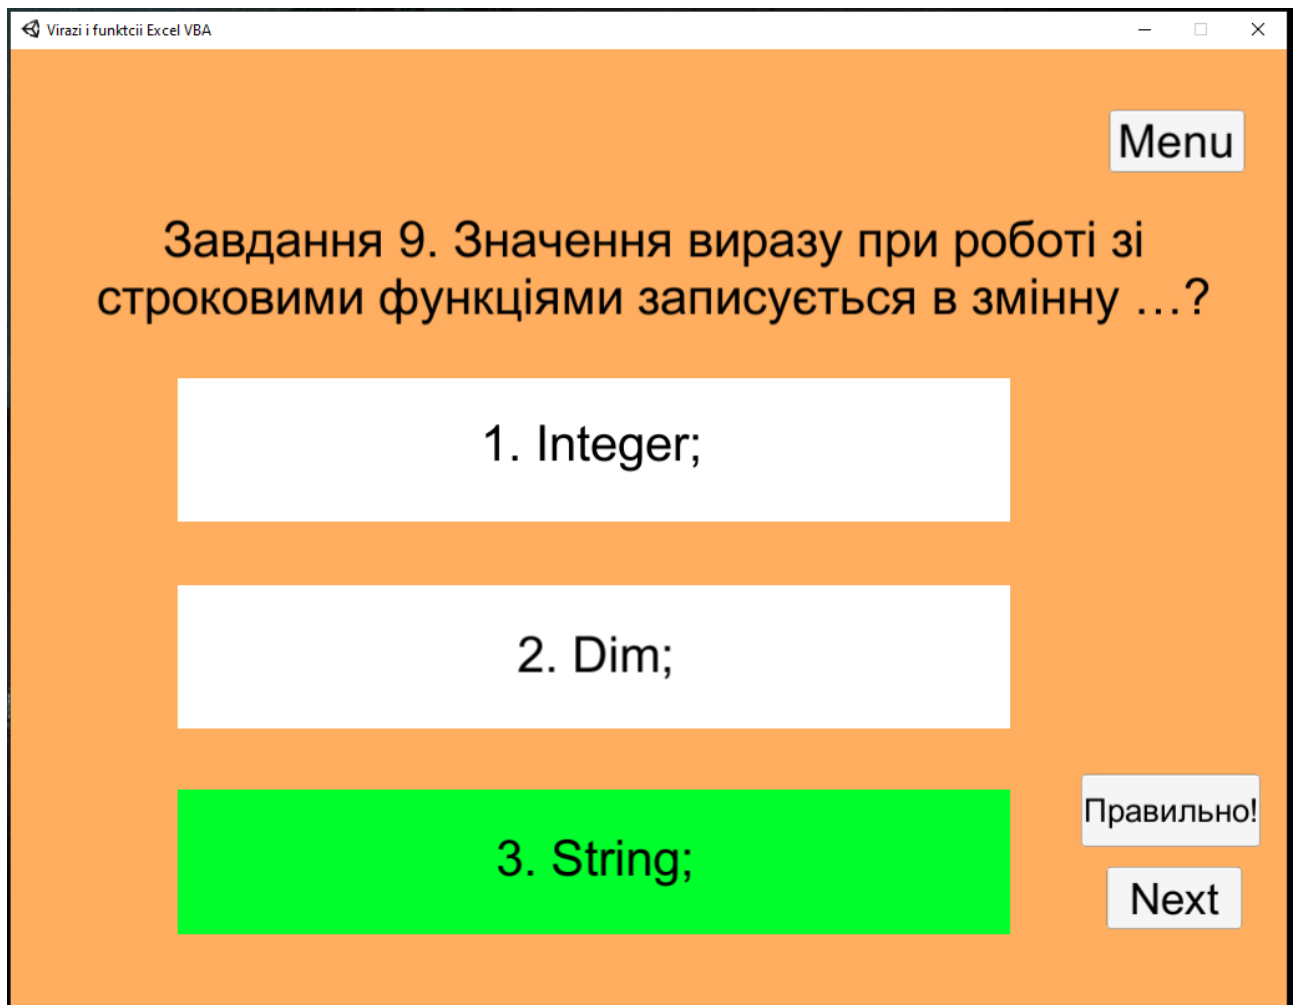 Virazi i funktcii Excel VBA
Menu
Завдання 9. Значення виразу при роботі зі
строковими функціями записується в змінну …?
1. Integer;
2. Dim;
3. String;
Правильно!
Next